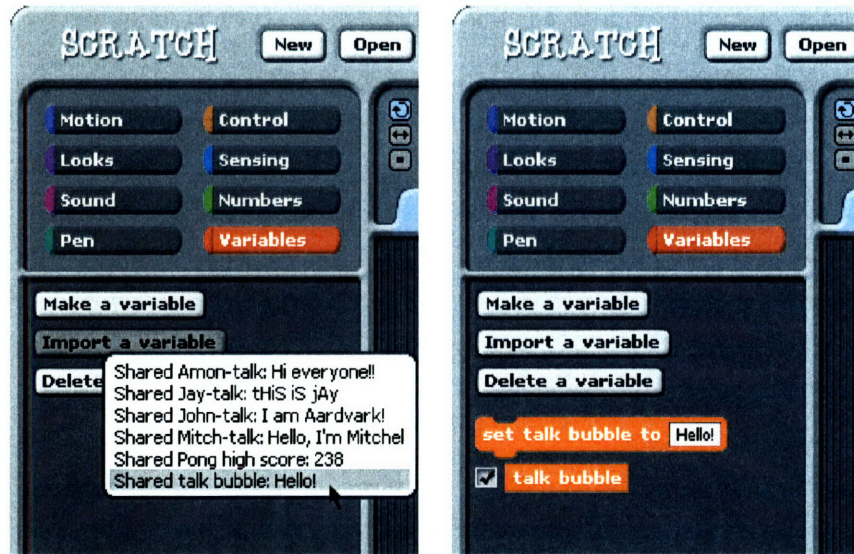 SCRATCH New Open
Motion Control
Looks Sensing
Sound Numbers
Pen Variables
Make a variable
Import a variable
Delete
Shared Amon-talk: Hi everyone!!
Shared Jay-talk: tHiS iS jAy
Shared John-talk: I am Aardvark!
Shared Mitch-talk: Hello, I'm Mitchel
Shared Pong high score: 238
Shared talk bubble: Hello!
SCRATCH New Open
Motion Control
Looks Sensing
Sound Numbers
Pen Variables
Make a variable
Import a variable
Delete a variable
set talk bubble to Hello!
talk bubble